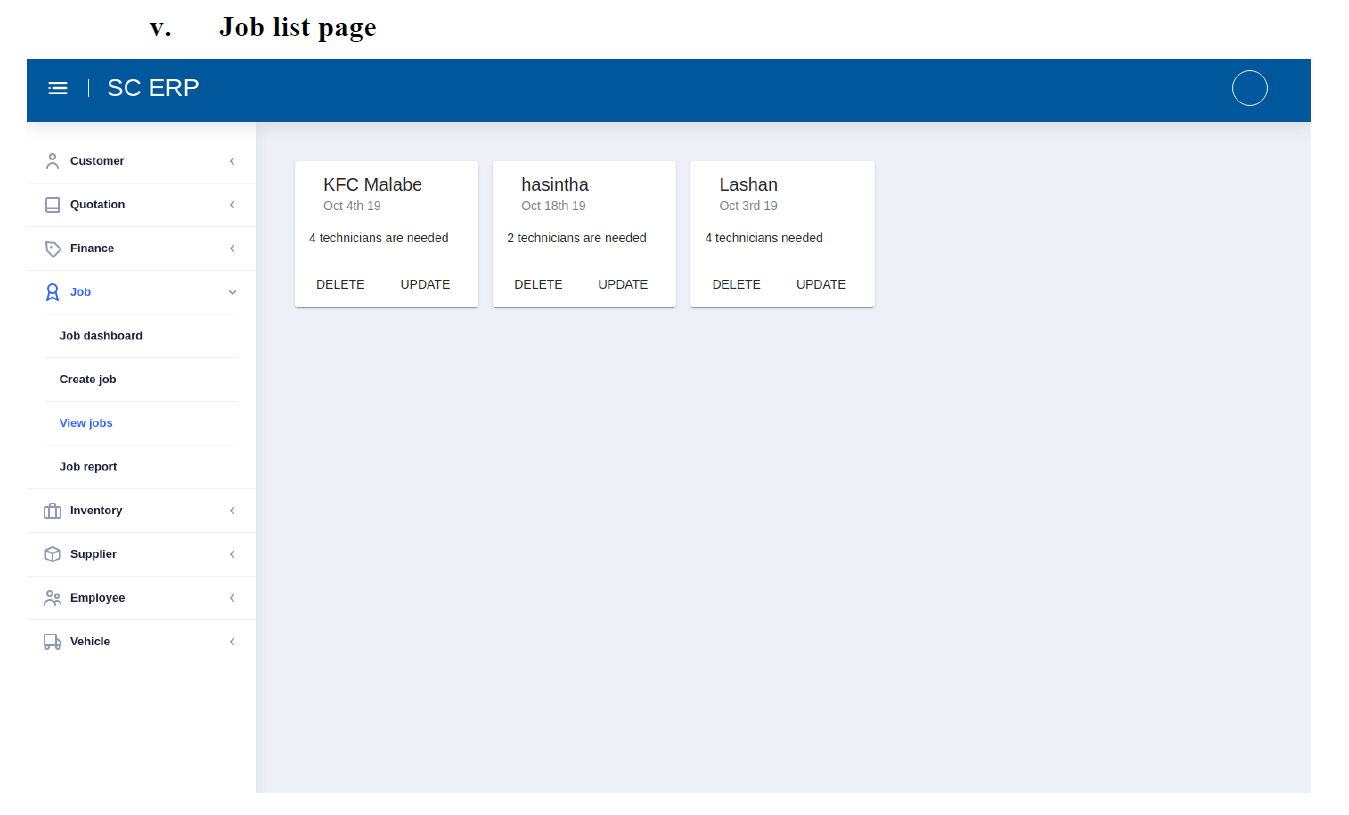 v. Job list page
SC ERP
Customer
Quotation
Finance
Job
Job dashboard
Create job
View jobs
Job report
Inventory
Supplier
Employee
Vehicle
KFC Malabe
Oct 4th 19
4 technicians are needed
DELETE UPDATE
hasintha
Oct 18th 19
2 technicians are needed
DELETE UPDATE
Lashan
Oct 3rd 19
4 technicians needed
DELETE UPDATE